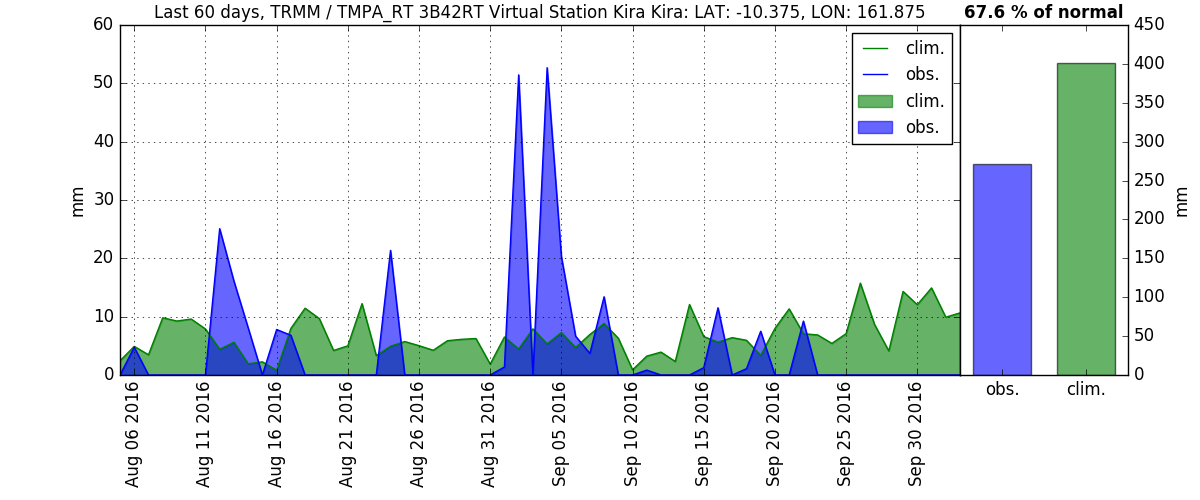 Last 60 days, TRMM / TMPA_RT 3B42RT Virtual Station Kira Kira: LAT: -10.375, LON: 161.875
67.6 % of normal
60
50
40
30
20
10
0
mm
clim.
obs.
clim.
obs.
450
400
350
300
250
200
150
100
50
0
mm
Aug 06 2016
Aug 11 2016
Aug 16 2016
Aug 21 2016
Aug 26 2016
Aug 31 2016
Sep 05 2016
Sep 10 2016
Sep 15 2016
Sep 20 2016
Sep 25 2016
Sep 30 2016
obs.
clim.